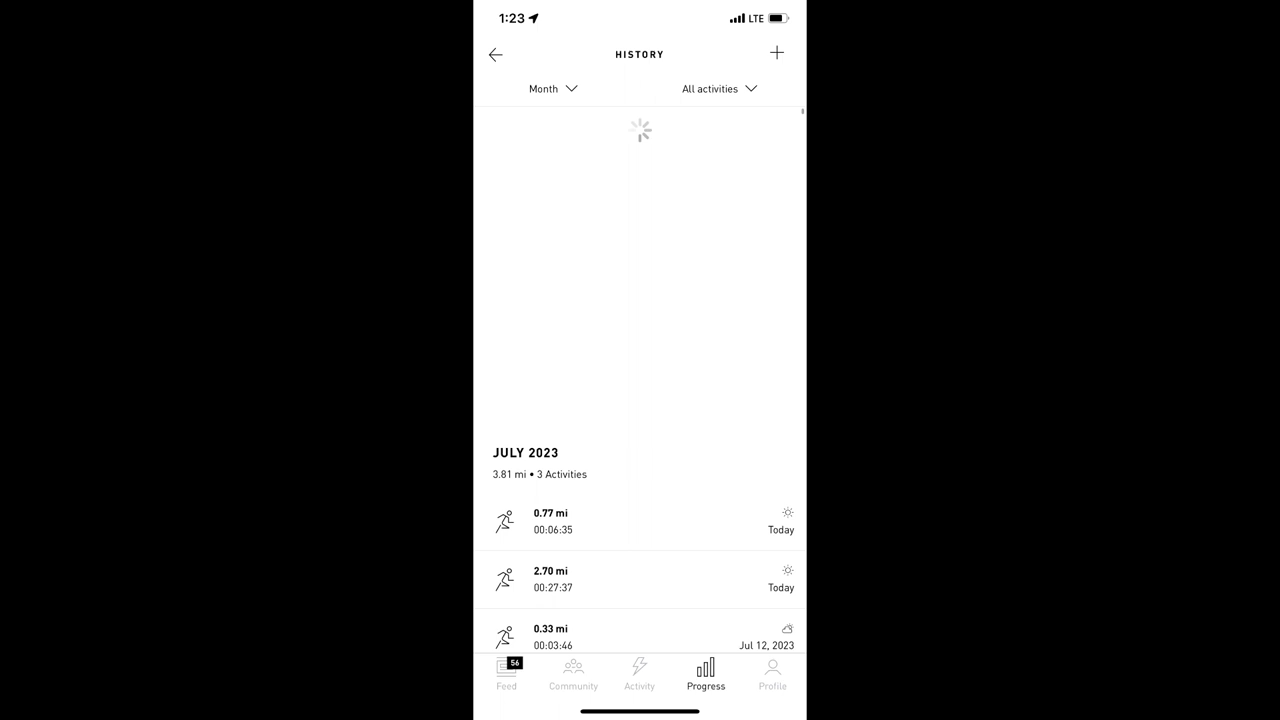 1:23 LTE
HISTORY
Month All activities
JULY 2023
3.81 mi • 3 Activities
0.77 mi
00:06:35 Today
2.70 mi
00:27:37 Today
0.33 mi
00:03:46 Jul 12, 2023
56
Feed Community Activity Progress Profile